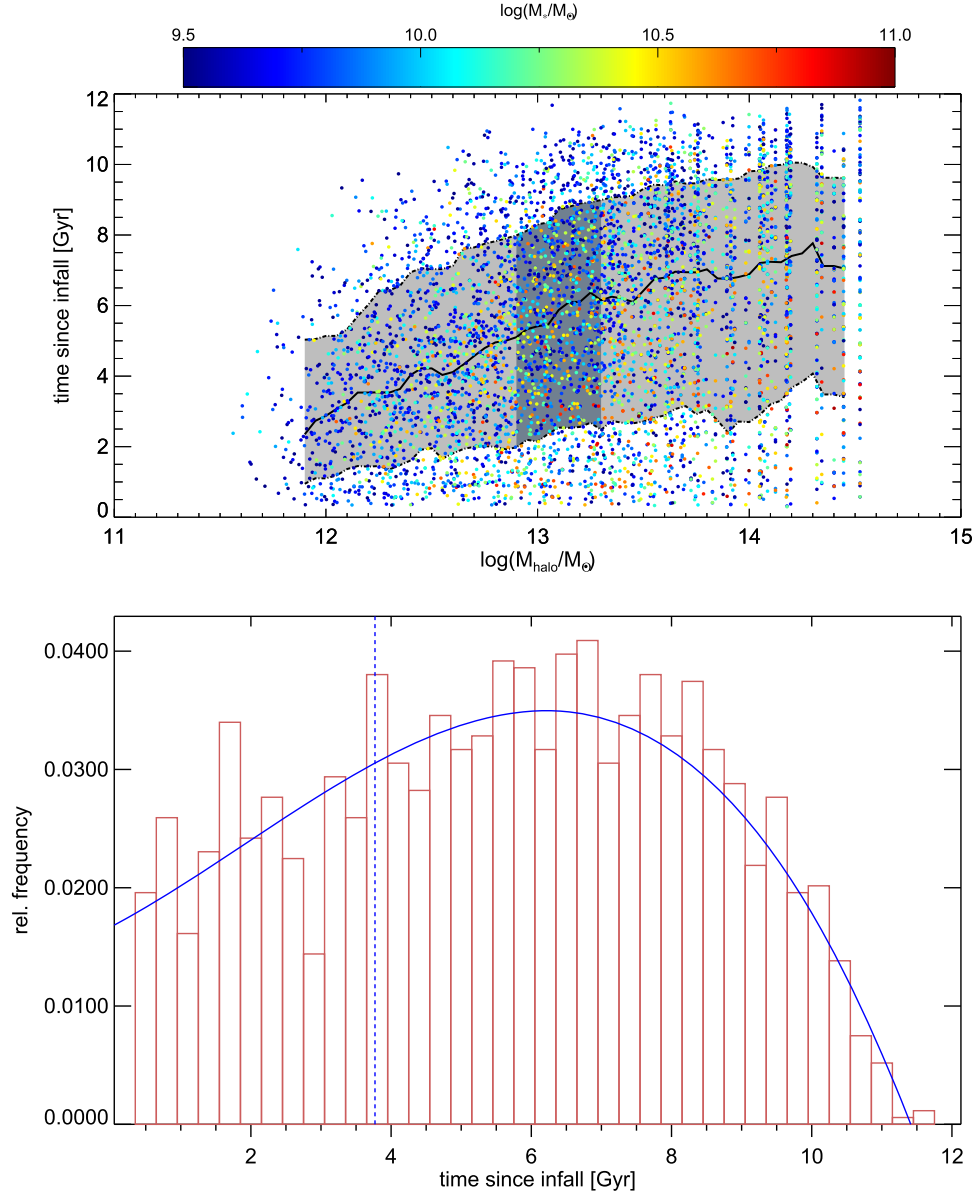 log(M*/M⊙)
9.5 10.0 10.5 11.0
12
10
8
6
4
2
0
time since infall [Gyr]
11 12 13 14 15
log(Mhalo/M⊙)
0.0400
0.0300
0.0200
0.0100
0.0000
rel. frequency
2 4 6 8 10 12
time since infall [Gyr]